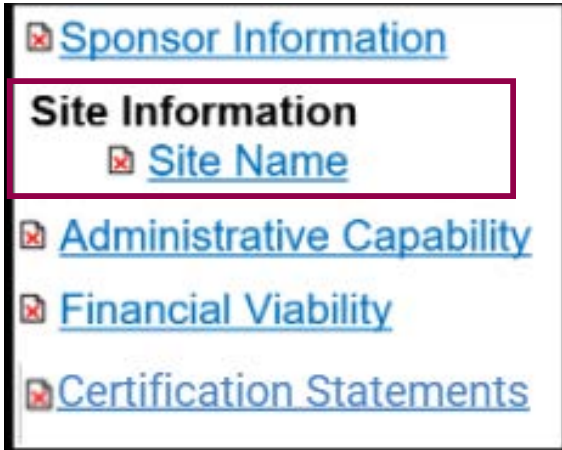 Sponsor Information
Site Information
Site Name
Administrative Capability
Financial Viability
Certification Statements